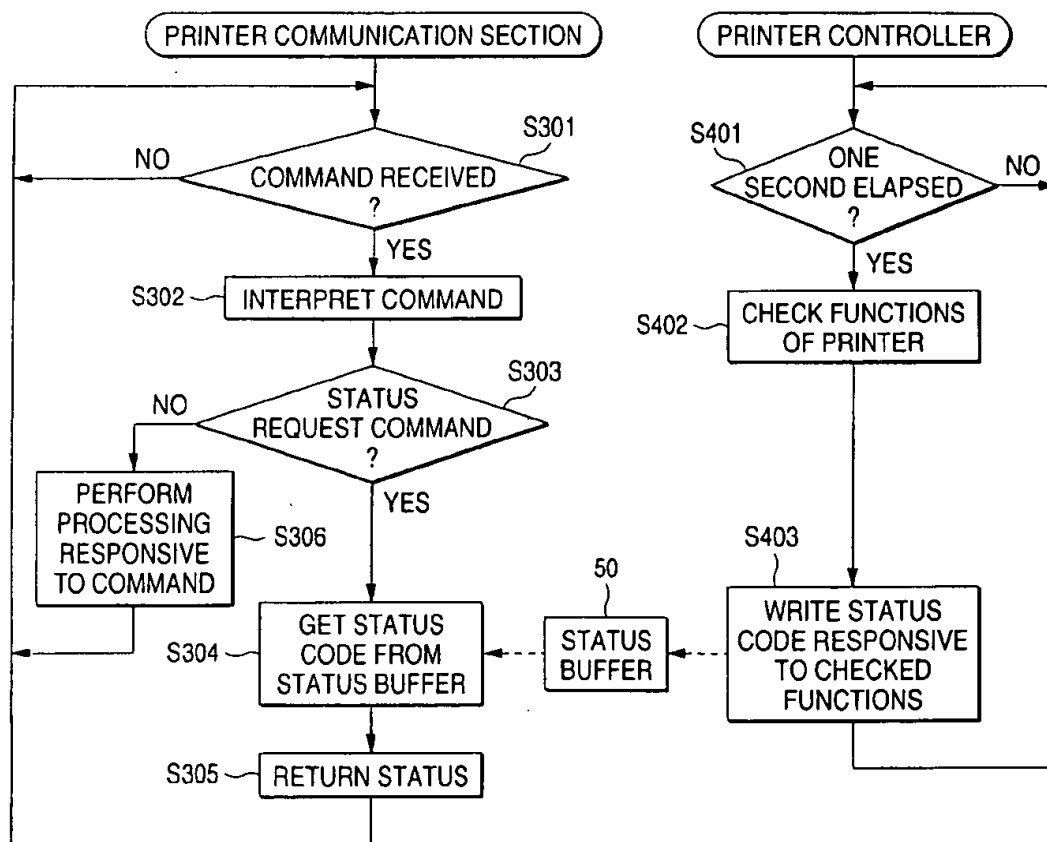 PRINTER COMMUNICATION SECTION
S301
NO
COMMAND RECEIVED
?
YES
S302
INTERPRET COMMAND
S303
NO
STATUS
REQUEST COMMAND
?
YES
PERFORM
PROCESSING
RESPONSIVE
TO COMMAND
S306
S304
GET STATUS
CODE FROM
STATUS BUFFER
50
STATUS
BUFFER
S305
RETURN STATUS
PRINTER CONTROLLER
S401
ONE
SECOND ELAPSED
?
NO
YES
S402
CHECK FUNCTIONS
OF PRINTER
S403
WRITE STATUS
CODE RESPONSIVE
TO CHECKED
FUNCTIONS